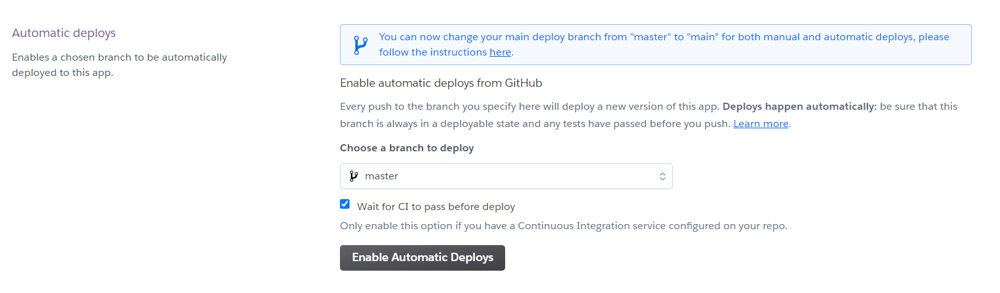 Automatic deploys
Enables a chosen branch to be automatically
deployed to this app.
You can now change your main deploy branch from "master" to "main" for both manual and automatic deploys, please
follow the instructions here.
Enable automatic deploys from GitHub
Every push to the branch you specify here will deploy a new version of this app. Deploys happen automatically: be sure that this
branch is always in a deployable state and any tests have passed before you push. Learn more.
Choose a branch to deploy
master
Wait for CI to pass before deploy
Only enable this option if you have a Continuous Integration service configured on your repo.
Enable Automatic Deploys